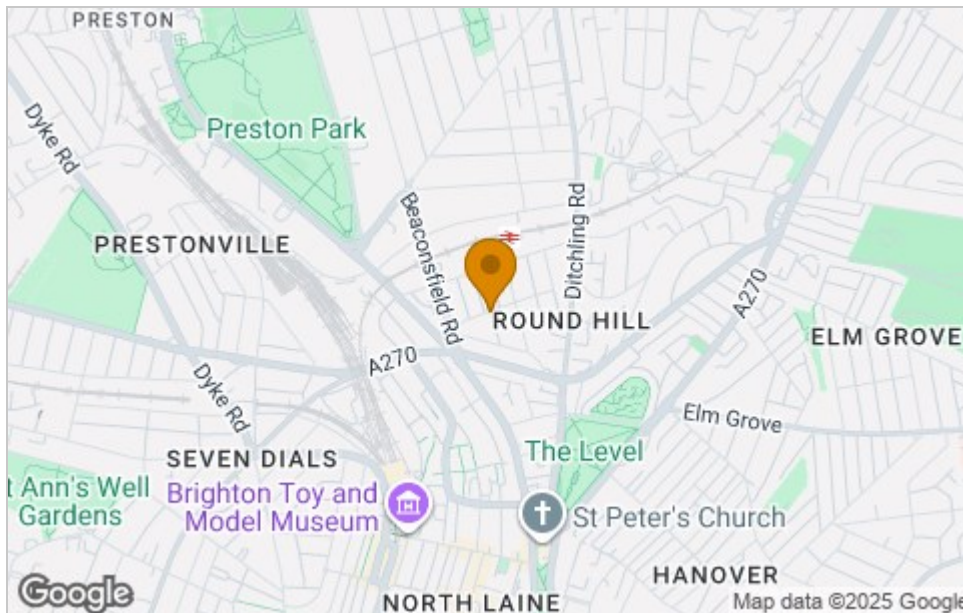 PRESTON
Preston Park
Dyke Rd
Beaconsfield Rd
Ditchling Rd
PRESTONVILLE
A270
ROUND HILL
ELM GROVE
A270
Dyke Rd
Elm Grove
SEVEN DIALS
The Level
t Ann's Well
Gardens
Brighton Toy and
Model Museum
St Peter's Church
HANOVER
NORTH LAINE
Google
Map data ©2025 Google